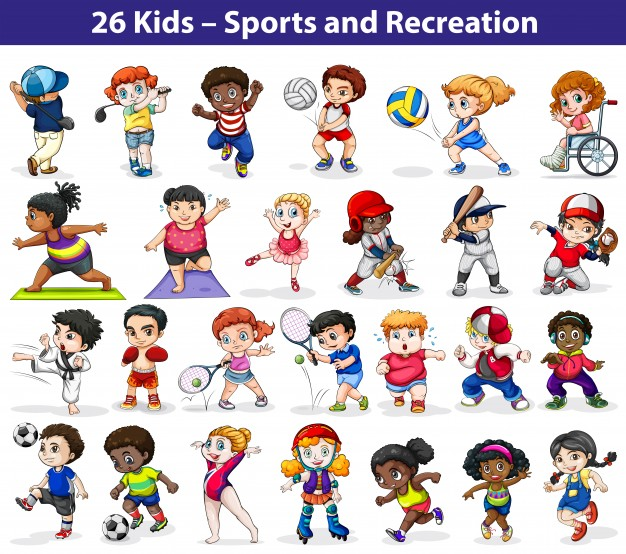 26 Kids – Sports and Recreation